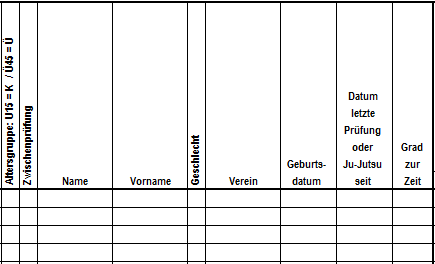 Altersgruppe: U15 = K / Ü45 = Ü
Zwischenprüfung
Name
Vorname
Geschlecht
Verein
Geburts-
datum
Datum
letzte
Prüfung
oder
Ju-Jutsu
seit
Grad
zur
Zeit